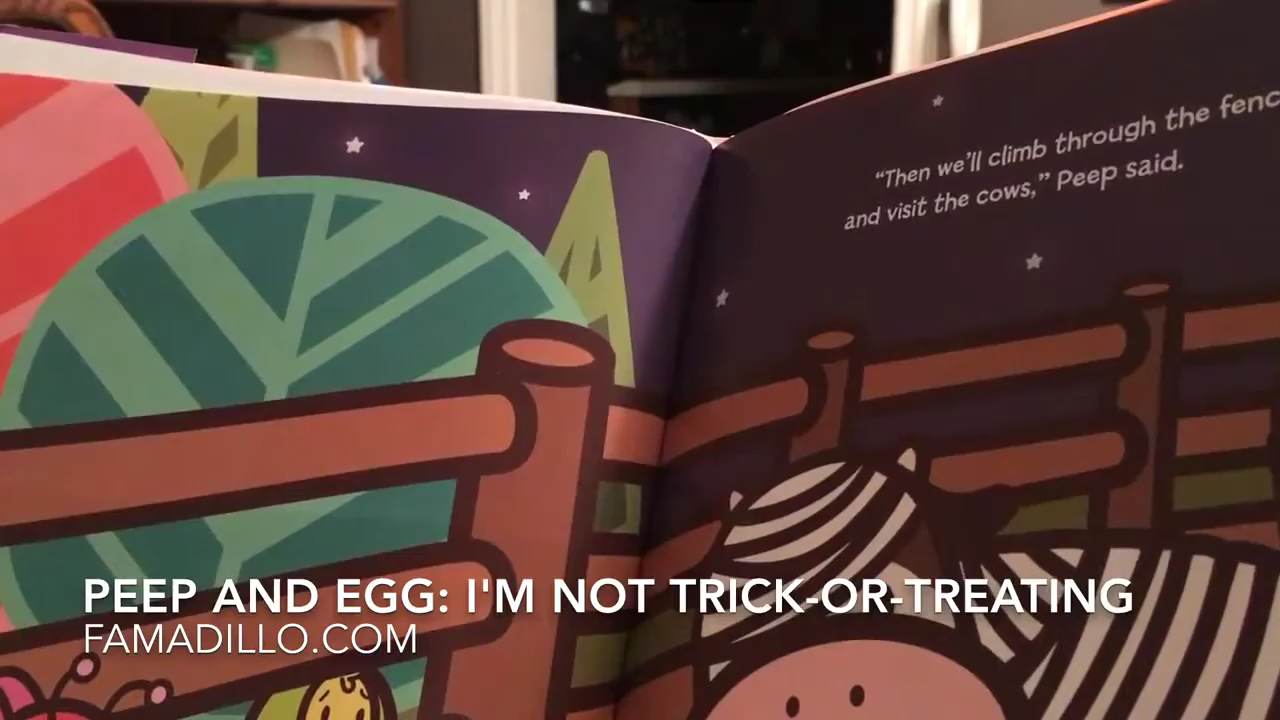 “Then we’ll climb through the
and visit the cows,” Peep said.
PEEP AND EGG: I'M NOT TRICK-OR-TREATING
FAMADILLO.COM